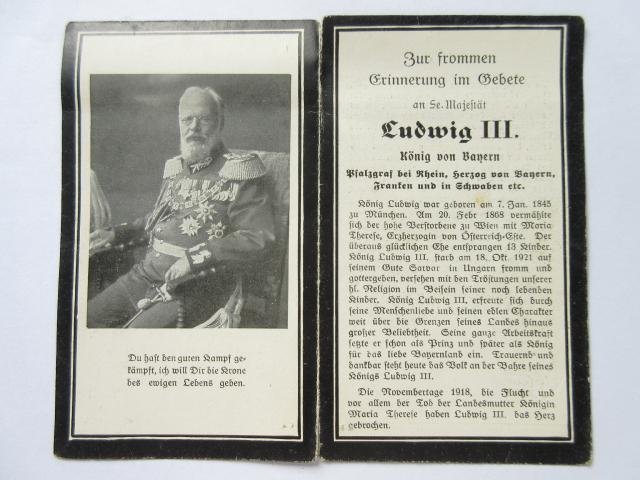 Du hast den guten Kampf ge-
kämpft, ich will Dir die Krone
des ewigen Lebens geben.
Zur frommen
Erinnerung im Gebete
an Se. Majestät
Ludwig III.
König von Bayern
Pfalzgraf bei Rhein, Herzog von Bayern,
Franken und in Schwaben etc.
König Ludwig war geboren am 7. Jan. 1845
zu München. Am 20. Febr 1868 vermählte
sich der hohe Verstorbene zu Wien mit Maria
Therese, Erzherzogin von Österreich-Este. Der
überaus glücklichen Ehe entsprangen 13 Kinder.
König Ludwig III. starb am 18. Okt. 1921 auf
seinem Gute Sarvar in Ungarn fromm und
gottergeben, versehen mit den Tröstungen unserer
hl. Religion im Beisein seiner noch lebenden
Kinder. König Ludwig III. erfreute sich durch
seine Menschenliebe und seinen edlen Charakter
weit über die Grenzen seines Landes hinaus
großer Beliebtheit. Seine ganze Arbeitskraft
setzte er schon als Prinz und später als König
für das liebe Bayernland ein. Trauernd und
dankbar steht heute das Volk an der Bahre seines
Königs Ludwig III.
Die Novembertage 1918, die Flucht und
vor allem der Tod der Landesmutter Königin
Maria Therese haben Ludwig III. das Herz
gebrochen.